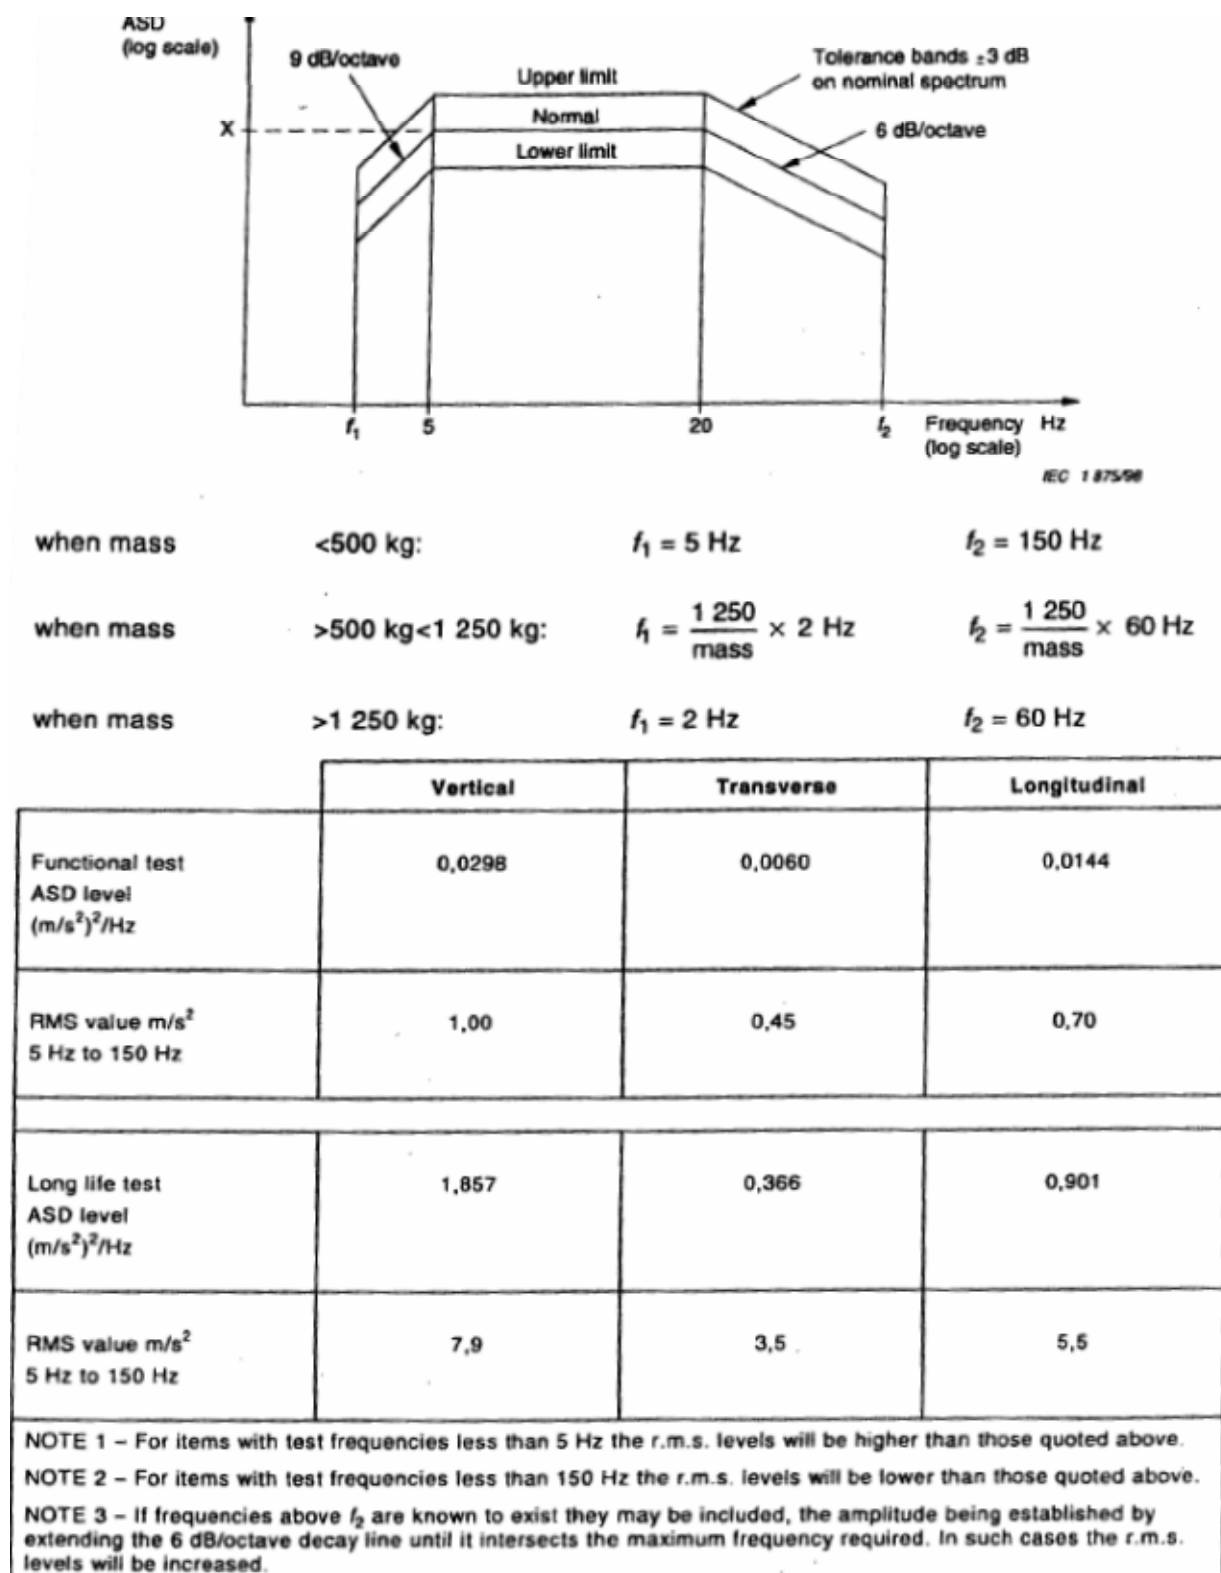 ASD
(log scale)
9 dB/octave
Upper limit
Tolerance bands ±3 dB
on nominal spectrum
X
Normal
6 dB/octave
Lower limit
f₁ 5 20 f₂ Frequency Hz
(log scale)
IEC 1 875/98
when mass <500 kg: f₁ = 5 Hz f₂ = 150 Hz
when mass >500 kg<1 250 kg: f₁ = 1 250 / mass × 2 Hz f₂ = 1 250 / mass × 60 Hz
when mass >1 250 kg: f₁ = 2 Hz f₂ = 60 Hz
Vertical Transverse Longitudinal
Functional test 0,0298 0,0060 0,0144
ASD level
(m/s²)²/Hz
RMS value m/s² 1,00 0,45 0,70
5 Hz to 150 Hz
Long life test 1,857 0,366 0,901
ASD level
(m/s²)²/Hz
RMS value m/s² 7,9 3,5 5,5
5 Hz to 150 Hz
NOTE 1 – For items with test frequencies less than 5 Hz the r.m.s. levels will be higher than those quoted above.
NOTE 2 – For items with test frequencies less than 150 Hz the r.m.s. levels will be lower than those quoted above.
NOTE 3 – If frequencies above f₂ are known to exist they may be included, the amplitude being established by
extending the 6 dB/octave decay line until it intersects the maximum frequency required. In such cases the r.m.s.
levels will be increased.